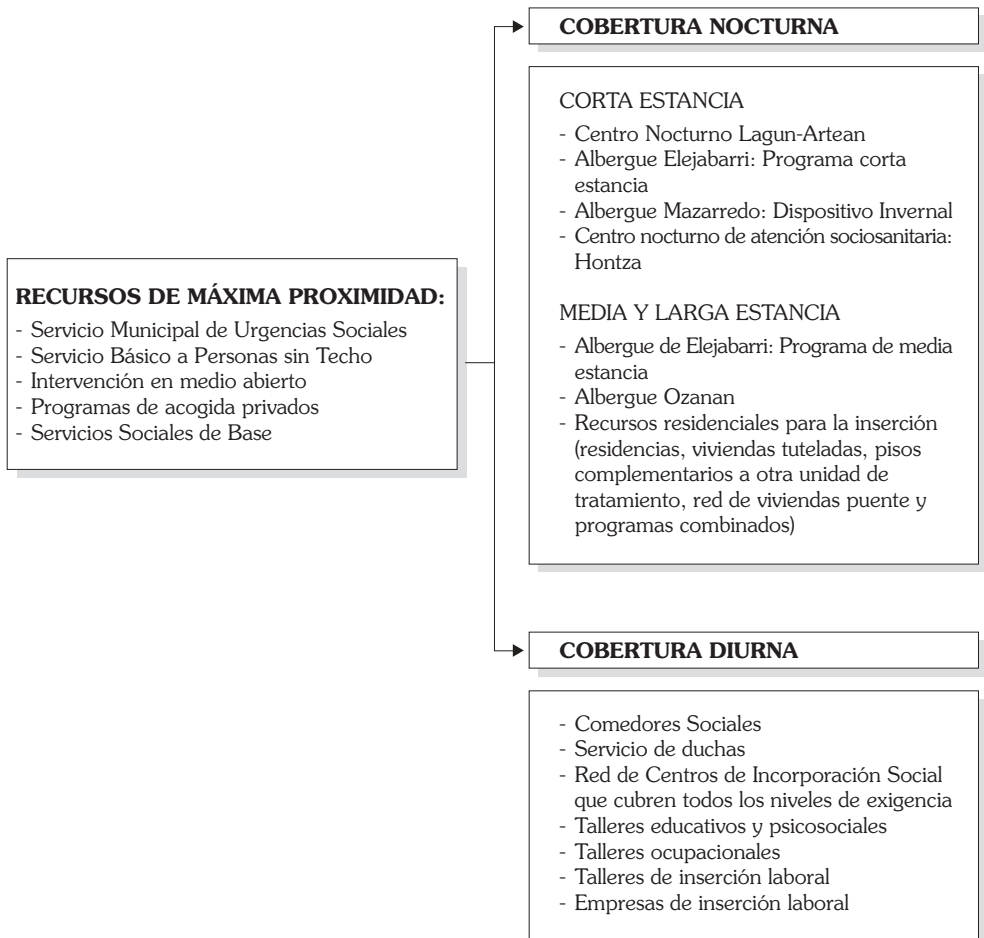 RECURSOS DE MÁXIMA PROXIMIDAD:
- Servicio Municipal de Urgencias Sociales
- Servicio Básico a Personas sin Techo
- Intervención en medio abierto
- Programas de acogida privados
- Servicios Sociales de Base
COBERTURA NOCTURNA
CORTA ESTANCIA
- Centro Nocturno Lagun-Artean
- Albergue Elejabarri: Programa corta
estancia
- Albergue Mazarredo: Dispositivo Invernal
- Centro nocturno de atención sociosanitaria:
Hontza
MEDIA Y LARGA ESTANCIA
- Albergue de Elejabarri: Programa de media
estancia
- Albergue Ozanan
- Recursos residenciales para la inserción
(residencias, viviendas tuteladas, pisos
complementarios a otra unidad de
tratamiento, red de viviendas puente y
programas combinados)
COBERTURA DIURNA
- Comedores Sociales
- Servicio de duchas
- Red de Centros de Incorporación Social
que cubren todos los niveles de exigencia
- Talleres educativos y psicosociales
- Talleres ocupacionales
- Talleres de inserción laboral
- Empresas de inserción laboral